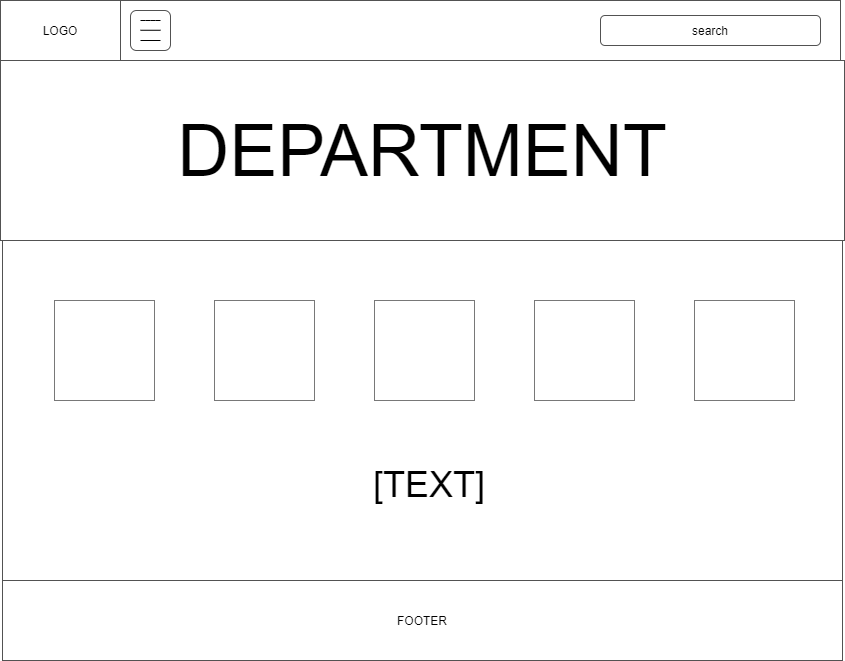 LOGO
search
DEPARTMENT
[TEXT]
FOOTER